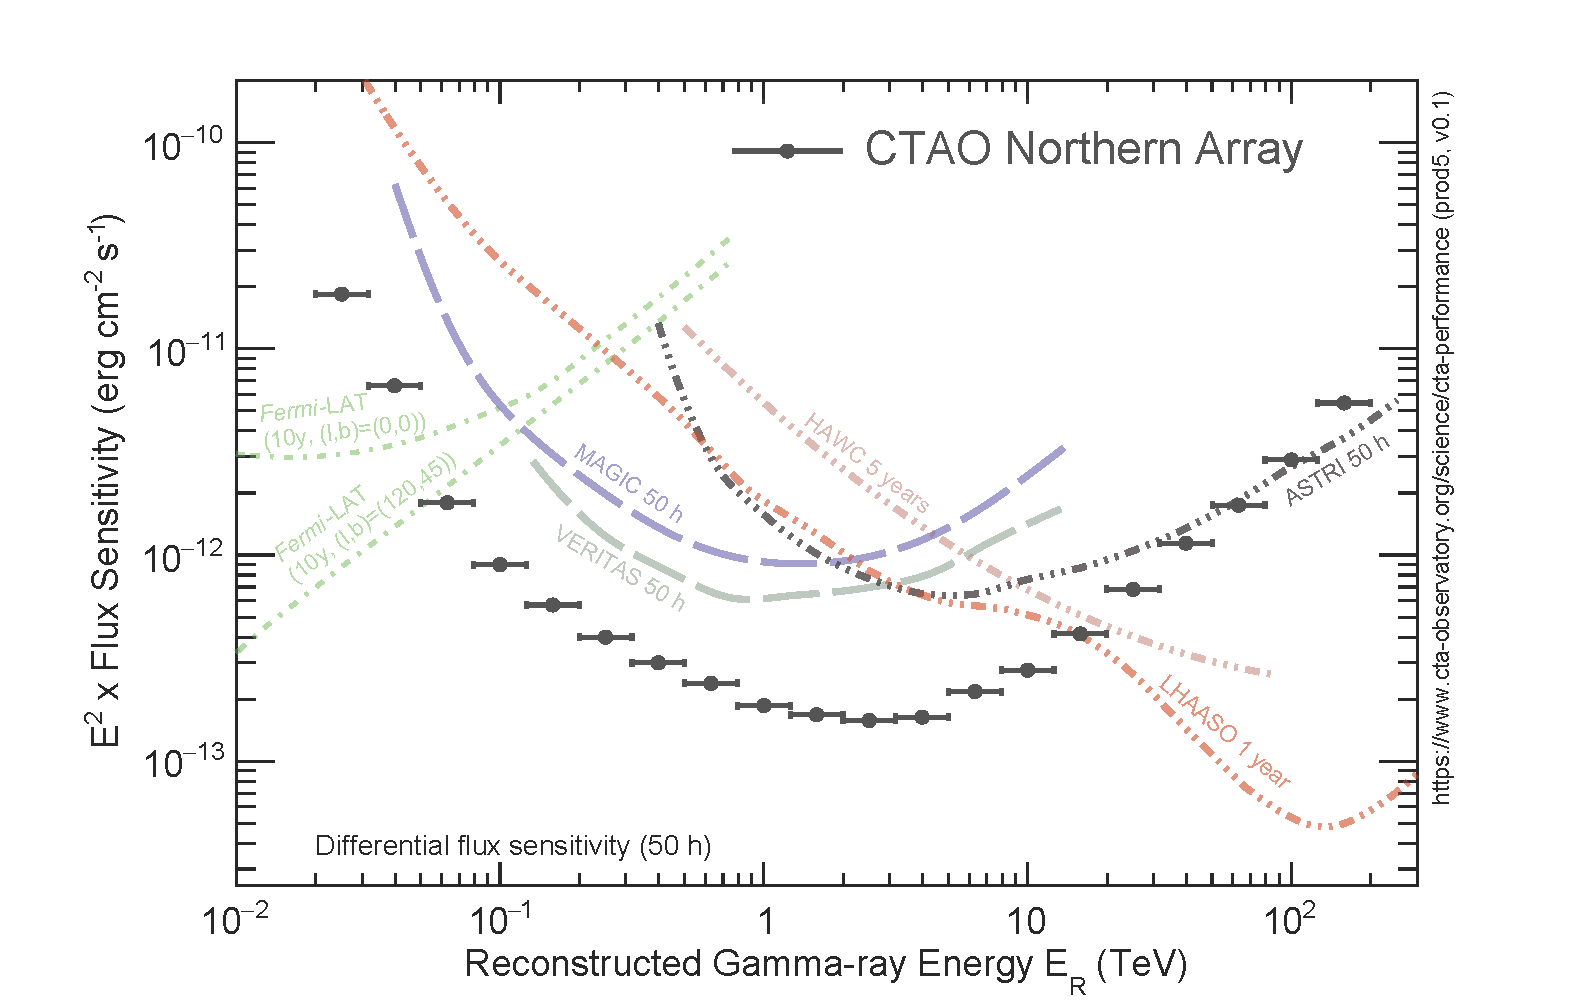 CTAO Northern Array
10⁻¹⁰
10⁻¹¹
10⁻¹²
10⁻¹³
E² x Flux Sensitivity (erg cm⁻² s⁻¹)
Fermi-LAT
(10y, (l,b)=(0,0))
Fermi-LAT
(10y, (l,b)=(120,45))
MAGIC 50 h
VERITAS 50 h
HAWC 5 years
ASTRI 50 h
LHAASO 1 year
Differential flux sensitivity (50 h)
10⁻²
10⁻¹
1
10
10²
Reconstructed Gamma-ray Energy E_R (TeV)
https://www.cta-observatory.org/science/cta-performance (prod5, v0.1)